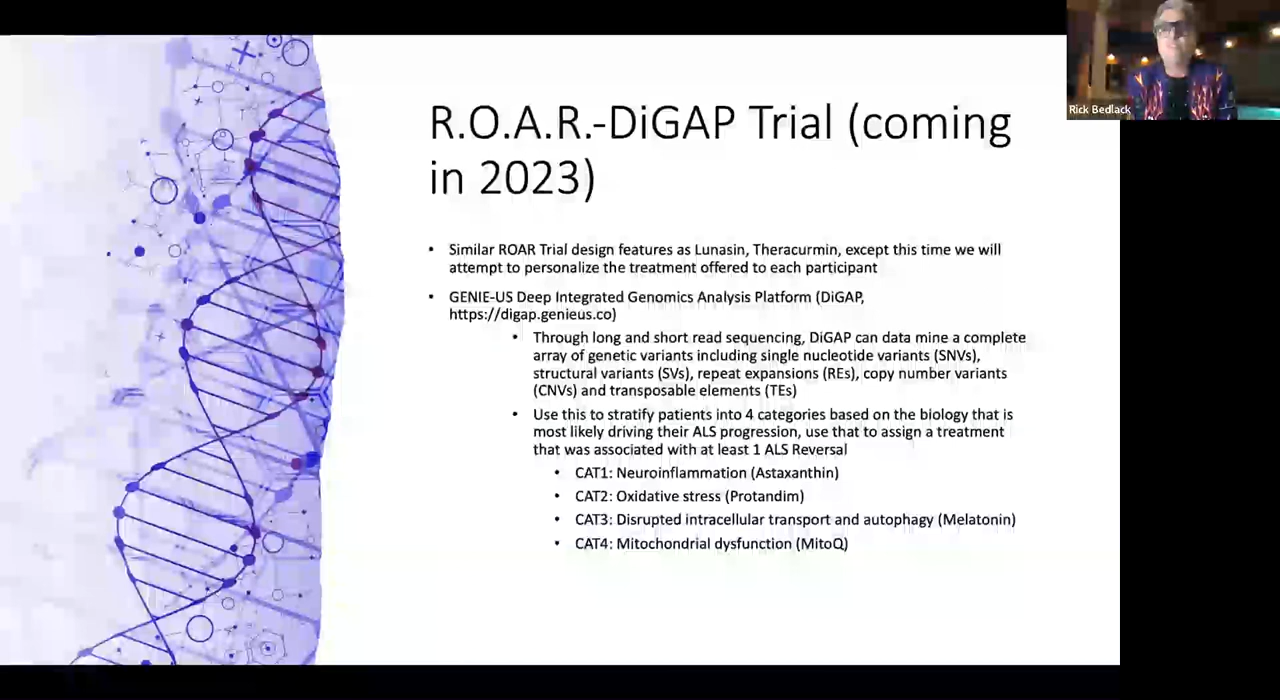 R.O.A.R.-DiGAP Trial (coming
in 2023)
Rick Bedlack
• Similar ROAR Trial design features as Lunasin, Theracurmin, except this time we will
attempt to personalize the treatment offered to each participant
• GENIE-US Deep Integrated Genomics Analysis Platform (DiGAP,
https://digap.genieus.co)
• Through long and short read sequencing, DiGAP can data mine a complete
array of genetic variants including single nucleotide variants (SNVs),
structural variants (SVs), repeat expansions (REs), copy number variants
(CNVs) and transposable elements (TEs)
• Use this to stratify patients into 4 categories based on the biology that is
most likely driving their ALS progression, use that to assign a treatment
that was associated with at least 1 ALS Reversal
• CAT1: Neuroinflammation (Astaxanthin)
• CAT2: Oxidative stress (Protandim)
• CAT3: Disrupted intracellular transport and autophagy (Melatonin)
• CAT4: Mitochondrial dysfunction (MitoQ)